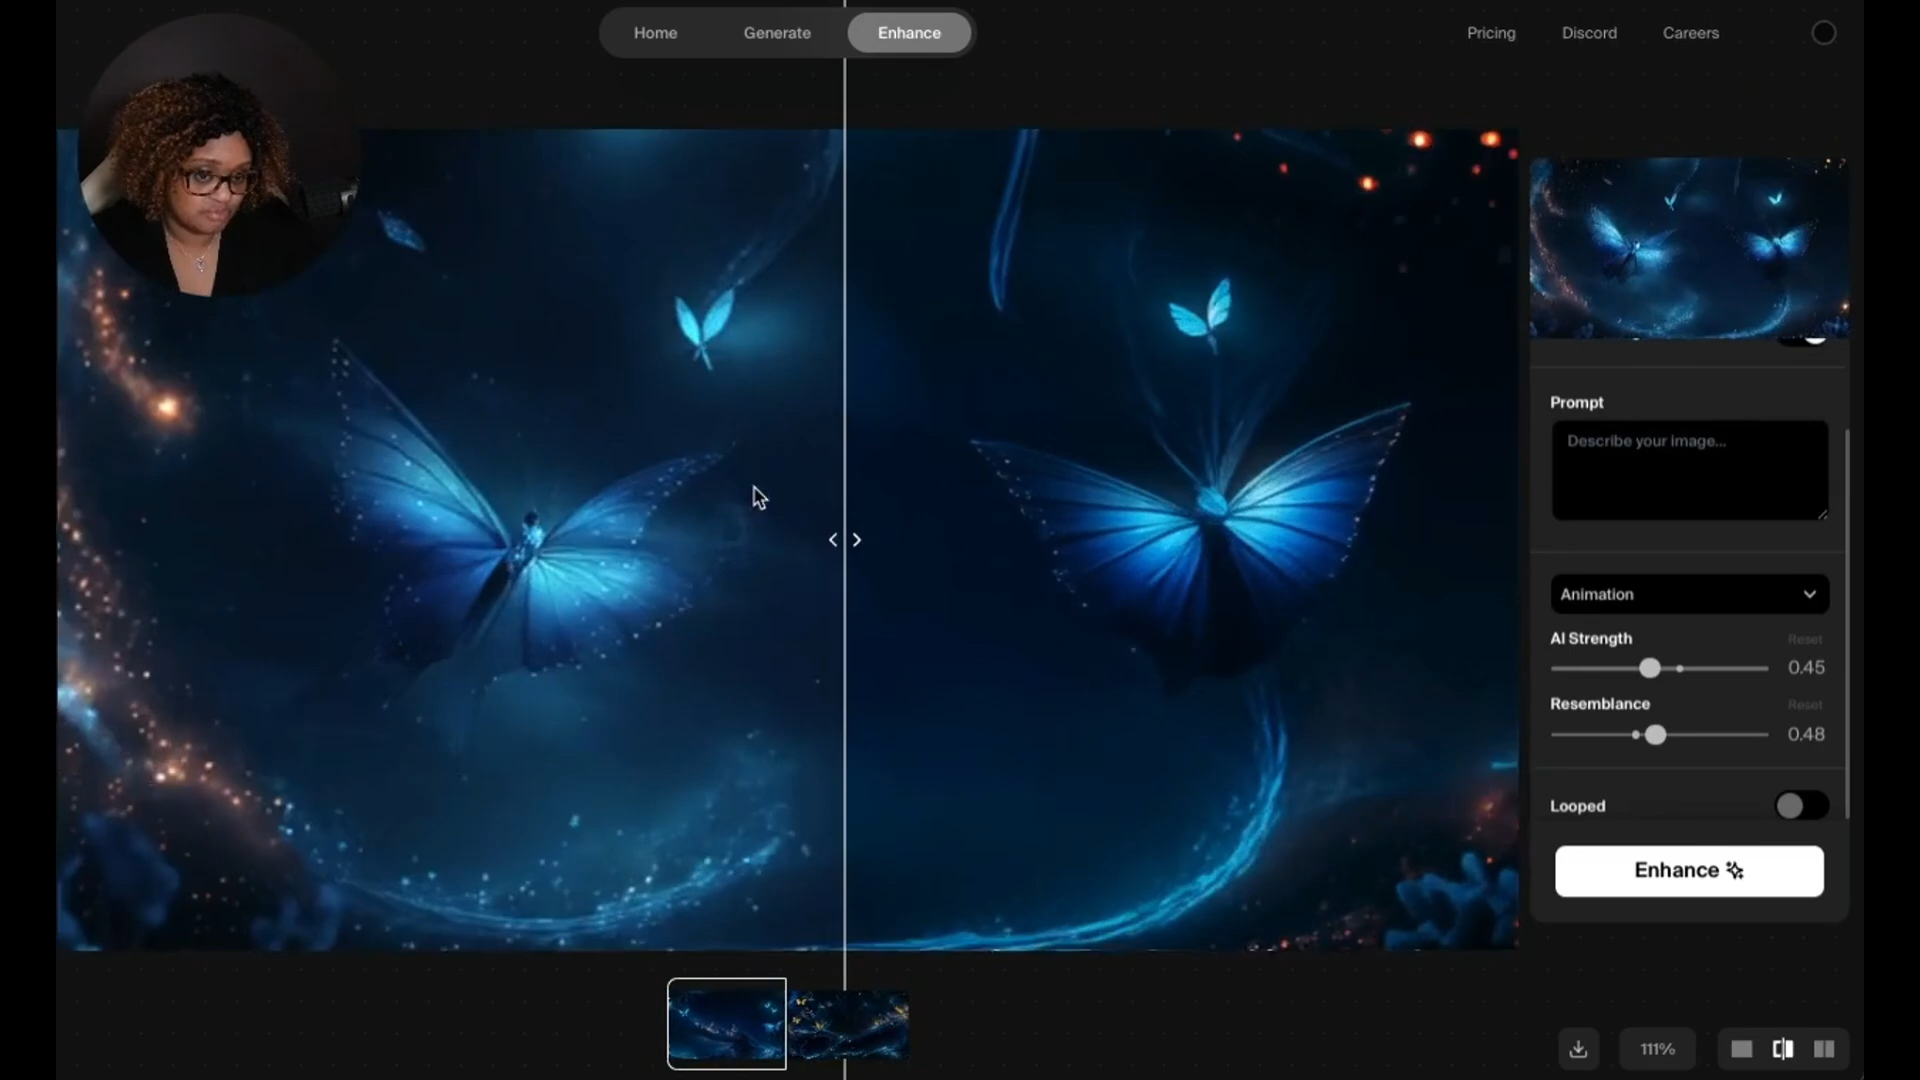 Home Generate Enhance Pricing Discord Careers
Prompt
Describe your image...
Animation
AI Strength Reset
0.45
Resemblance Reset
0.48
Looped
Enhance
111%